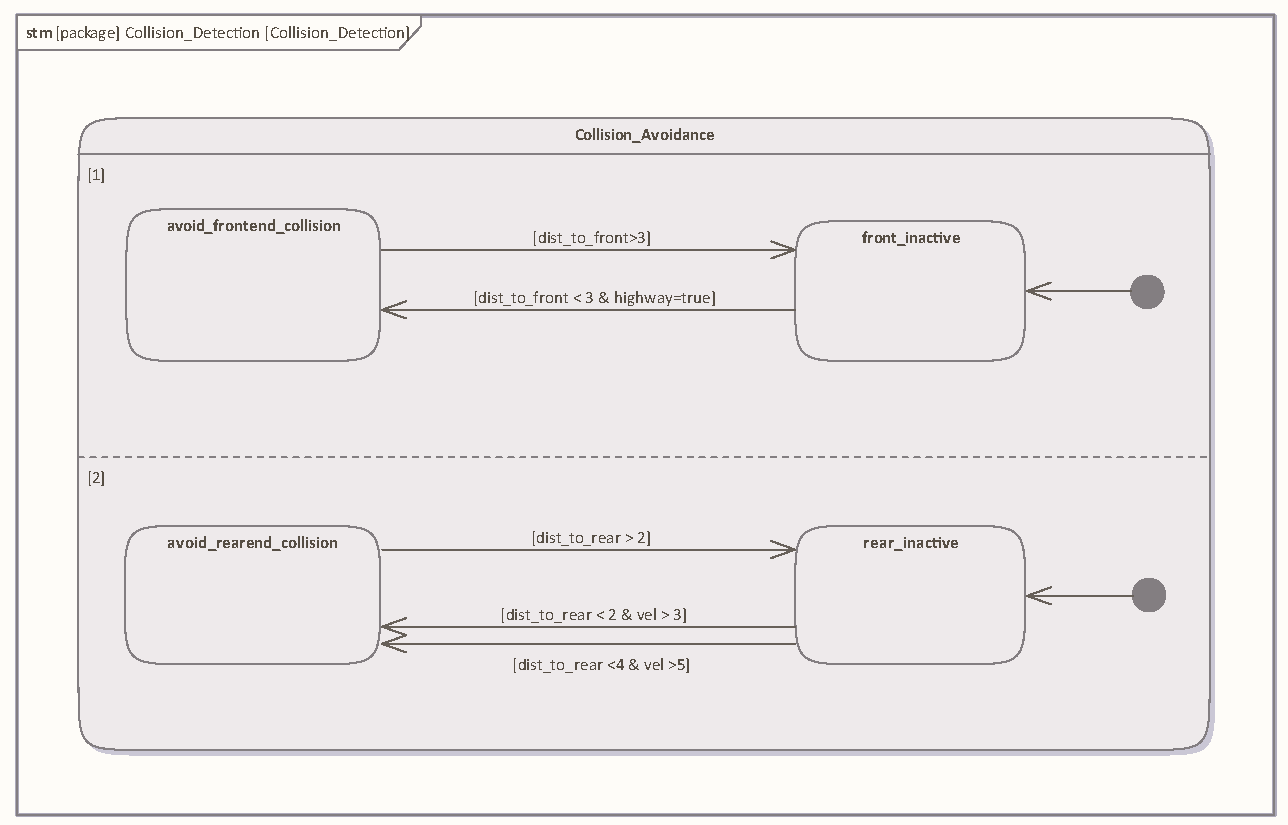 stm [package] Collision_Detection [Collision_Detection]
Collision_Avoidance
[1]
avoid_frontend_collision
[dist_to_front>3]
front_inactive
[dist_to_front < 3 & highway=true]
[2]
avoid_rearend_collision
[dist_to_rear > 2]
rear_inactive
[dist_to_rear < 2 & vel > 3]
[dist_to_rear <4 & vel >5]